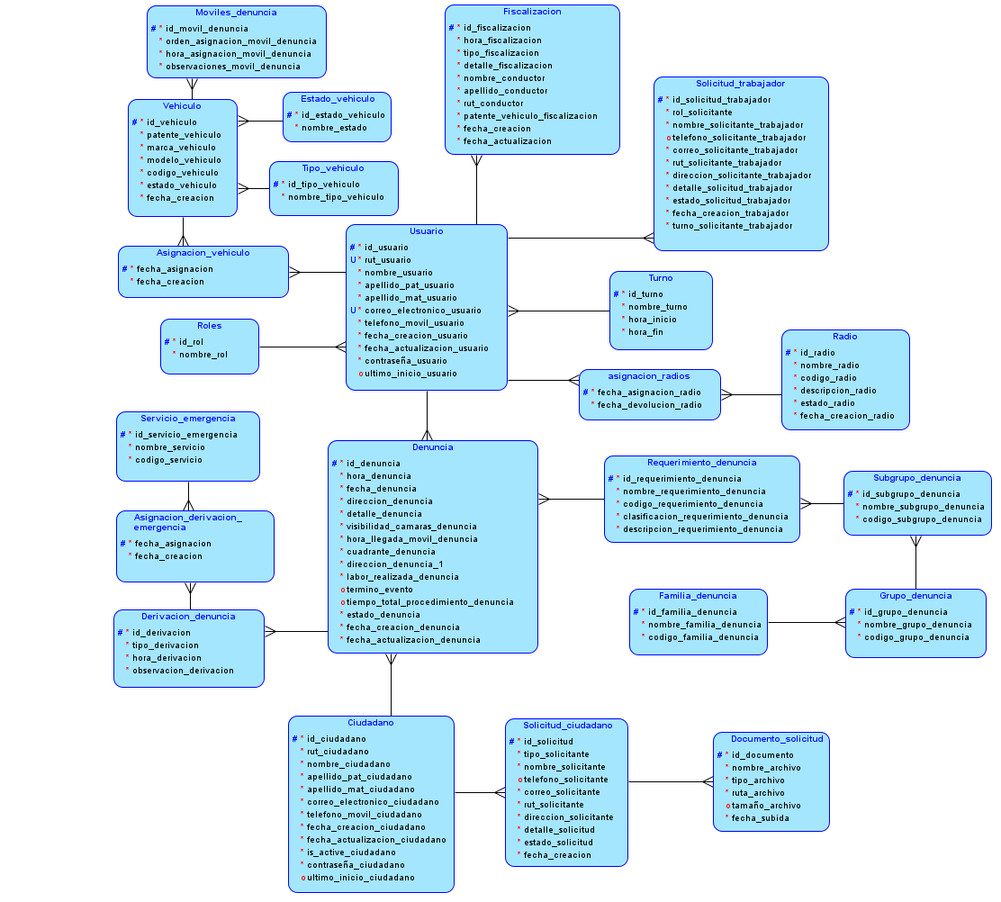 Moviles_denuncia
# * id_movil_denuncia
* orden_asignacion_movil_denuncia
* hora_asignacion_movil_denuncia
* observaciones_movil_denuncia
Fiscalizacion
# * id_fiscalizacion
* hora_fiscalizacion
* tipo_fiscalizacion
* detalle_fiscalizacion
* nombre_conductor
* apellido_conductor
* rut_conductor
* patente_vehiculo_fiscalizacion
* fecha_creacion
* fecha_actualizacion
Solicitud_trabajador
# * id_solicitud_trabajador
* rol_solicitante
* nombre_solicitante_trabajador
o telefono_solicitante_trabajador
* correo_solicitante_trabajador
* rut_solicitante_trabajador
* direccion_solicitante_trabajador
* detalle_solicitud_trabajador
* estado_solicitud_trabajador
* fecha_creacion_trabajador
* turno_solicitante_trabajador
Vehiculo
# * id_vehiculo
* patente_vehiculo
* marca_vehiculo
* modelo_vehiculo
* codigo_vehiculo
* estado_vehiculo
* fecha_creacion
Estado_vehiculo
# * id_estado_vehiculo
* nombre_estado
Tipo_vehiculo
# * id_tipo_vehiculo
* nombre_tipo_vehiculo
Asignacion_vehiculo
# * fecha_asignacion
* fecha_creacion
Usuario
# * id_usuario
U * rut_usuario
* nombre_usuario
* apellido_pat_usuario
* apellido_mat_usuario
U * correo_electronico_usuario
* telefono_movil_usuario
* fecha_creacion_usuario
* fecha_actualizacion_usuario
* contraseña_usuario
o ultimo_inicio_usuario
Turno
# * id_turno
* nombre_turno
* hora_inicio
* hora_fin
Roles
# * id_rol
* nombre_rol
Radio
# * id_radio
* nombre_radio
* codigo_radio
* descripcion_radio
* estado_radio
* fecha_creacion_radio
asignacion_radios
# * fecha_asignacion_radio
* fecha_devolucion_radio
Servicio_emergencia
# * id_servicio_emergencia
* nombre_servicio
* codigo_servicio
Denuncia
# * id_denuncia
* hora_denuncia
* fecha_denuncia
* direccion_denuncia
* detalle_denuncia
* visibilidad_camaras_denuncia
* hora_llegada_movil_denuncia
* cuadrante_denuncia
* direccion_denuncia_1
* labor_realizada_denuncia
o termino_evento
o tiempo_total_procedimiento_denuncia
* estado_denuncia
* fecha_creacion_denuncia
* fecha_actualizacion_denuncia
Requerimiento_denuncia
# * id_requerimiento_denuncia
* nombre_requerimiento_denuncia
* codigo_requerimiento_denuncia
* clasificacion_requerimiento_denuncia
* descripcion_requerimiento_denuncia
Subgrupo_denuncia
# * id_subgrupo_denuncia
* nombre_subgrupo_denuncia
* codigo_subgrupo_denuncia
Asignacion_derivacion_
emergencia
# * fecha_asignacion
* fecha_creacion
Familia_denuncia
# * id_familia_denuncia
* nombre_familia_denuncia
* codigo_familia_denuncia
Grupo_denuncia
# * id_grupo_denuncia
* nombre_grupo_denuncia
* codigo_grupo_denuncia
Derivacion_denuncia
# * id_derivacion
* tipo_derivacion
* hora_derivacion
* observacion_derivacion
Ciudadano
# * id_ciudadano
* rut_ciudadano
* nombre_ciudadano
* apellido_pat_ciudadano
* apellido_mat_ciudadano
* correo_electronico_ciudadano
* telefono_movil_ciudadano
* fecha_creacion_ciudadano
* fecha_actualizacion_ciudadano
* is_active_ciudadano
* contraseña_ciudadano
o ultimo_inicio_ciudadano
Solicitud_ciudadano
# * id_solicitud
* tipo_solicitante
* nombre_solicitante
o telefono_solicitante
* correo_solicitante
* rut_solicitante
* direccion_solicitante
* detalle_solicitud
* estado_solicitud
* fecha_creacion
Documento_solicitud
# * id_documento
* nombre_archivo
* tipo_archivo
* ruta_archivo
o tamaño_archivo
* fecha_subida